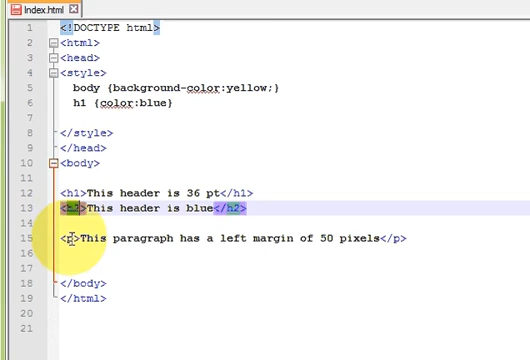 Index.html
1 <!DOCTYPE html>
2 <html>
3 <head>
4 <style>
5 body {background-color:yellow;}
6 h1 {color:blue}
7
8 </style>
9 </head>
10 <body>
11
12 <h1>This header is 36 pt</h1>
13 <h2>This header is blue</h2>
14
15 <p>This paragraph has a left margin of 50 pixels</p>
16
17
18 </body>
19 </html>
20
21